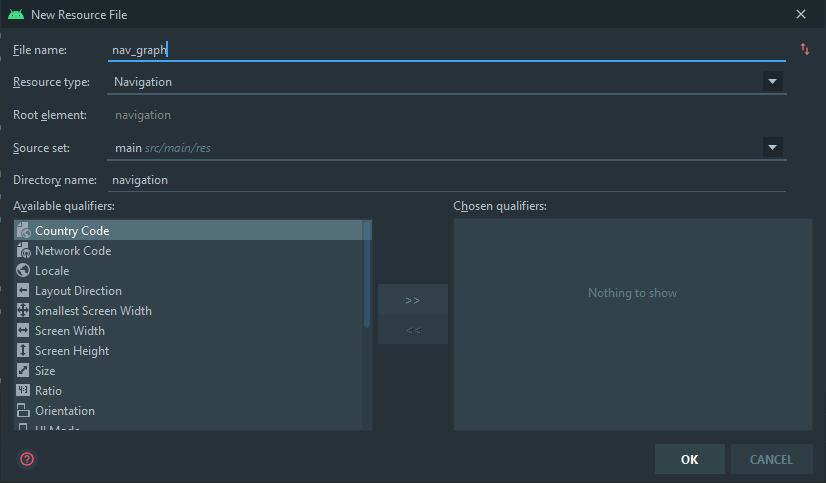 New Resource File
File name: nav_graph
Resource type: Navigation
Root element: navigation
Source set: main src/main/res
Directory name: navigation
Available qualifiers: Chosen qualifiers:
Country Code
Network Code
Locale
Layout Direction
Smallest Screen Width
Screen Width
Screen Height
Size
Ratio
Orientation
UI Mode
>>
<<
Nothing to show
OK CANCEL